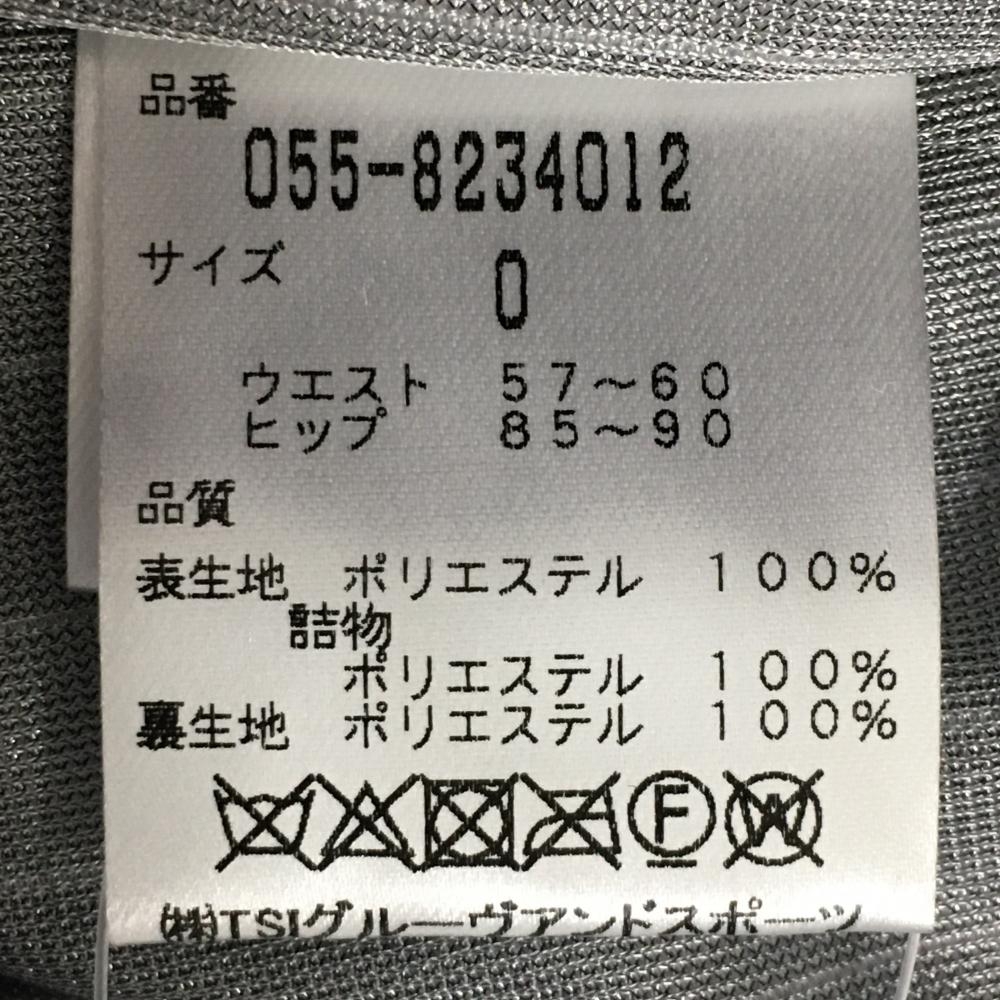 品番
055-8234012
サイズ 0
ウエスト 57〜60
ヒップ 85〜90
品質
表生地 ポリエステル 100%
詰物
ポリエステル 100%
裏生地 ポリエステル 100%
F W
㈱TSIグルーヴアンドスポーツ